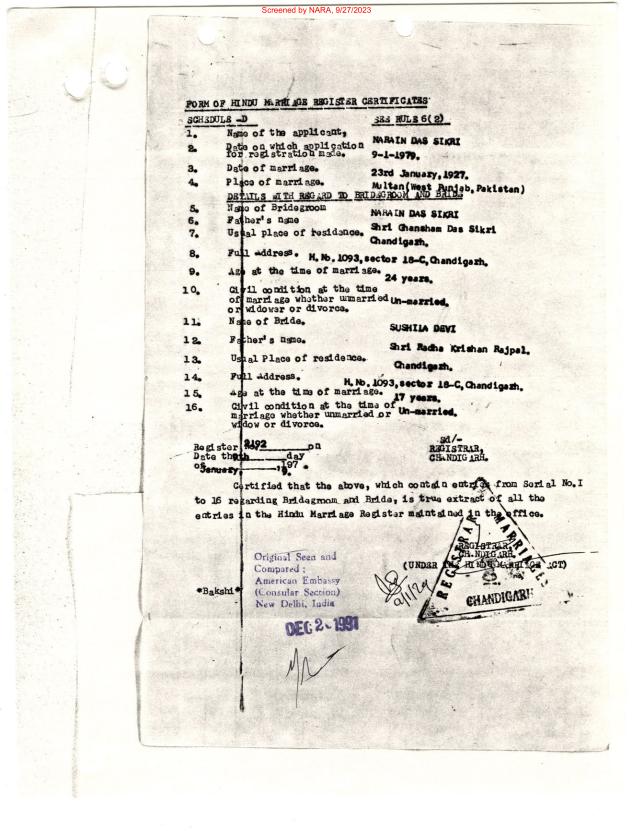 Screened by NARA, 9/27/2023
FORM OF HINDU MARRIAGE REGISTER CERTIFICATES
SCHEDULE -D SEE RULE 6(2)
1. Name of the applicant, NARAIN DAS SIKRI
2. Date on which application
for registration made. 9-1-1979.
3. Date of marriage. 23rd January,1927.
4. Place of marriage. Multan(West Punjab,Pakistan)
DETAILS WITH REGARD TO BRIDEGROOM AND BRIDE
5. Name of Bridegroom NARAIN DAS SIKRI
6. Father's name Shri Ghansham Das Sikri
7. Usual place of residence. Chandigarh.
8. Full address. H.No.1093,sector 18-C,Chandigarh.
9. Age at the time of marriage. 24 years.
10. Civil condition at the time
of marriage whether unmarried Un-married.
or widower or divorce.
11. Name of Bride. SUSHILA DEVI
12. Father's name. Shri Radha Krishan Rajpal.
13. Usual Place of residence. Chandigarh.
14. Full Address. H.No.1093,sector 18-C,Chandigarh.
15. Age at the time of marriage. 17 years.
16. Civil condition at the time of
marriage whether unmarried or Un-married.
widow or divorce.
Register 2192 on
Date the day
of January, 197 .
Sd/-
REGISTRAR,
CHANDIGARH.
Certified that the above, which contain entries from Serial No.I
to 16 regarding Bridegroom and Bride, is true extract of all the
entries in the Hindu Marriage Register maintained in the office.
REGISTRAR,
CHANDIGARH
(UNDER THE HINDU MARRIAGE ACT)
REGISTRAR MARRIAGES
CHANDIGARH
*Bakshi*
Original Seen and
Compared :
American Embassy
(Consular Section)
New Delhi, India
DEC 2 - 1991